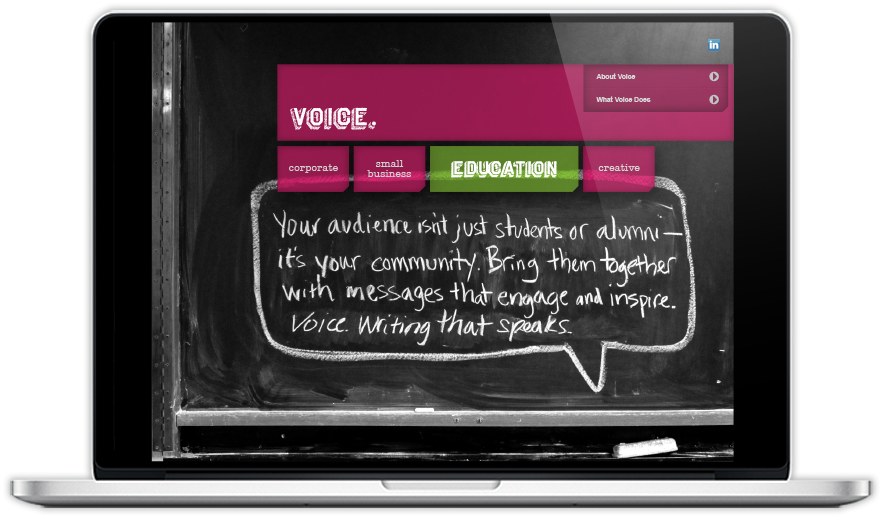 in
About Voice
What Voice Does
VOICE.
corporate
small
business
EDUCATION
creative
Your audience isn't just students or alumni—
it's your community. Bring them together
with messages that engage and inspire.
Voice. Writing that speaks.